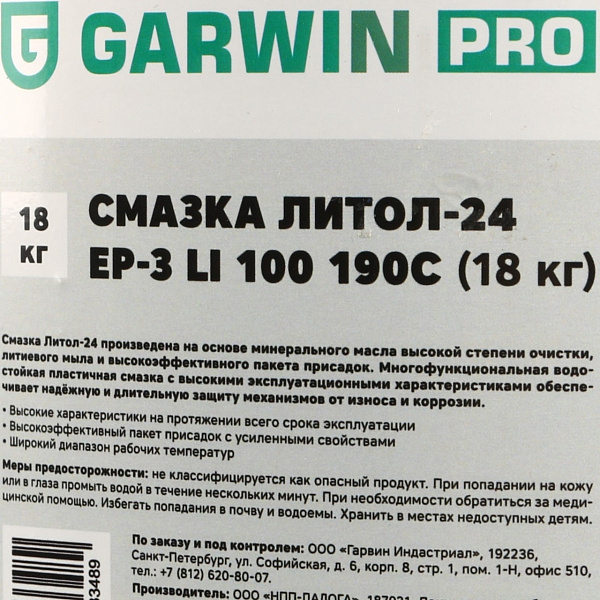 GARWIN PRO
18
кг
СМАЗКА ЛИТОЛ-24
EP-3 LI 100 190C (18 кг)
Смазка Литол-24 произведена на основе минерального масла высокой степени очистки,
литиевого мыла и высокоэффективного пакета присадок. Многофункциональная водо-
стойкая пластичная смазка с высокими эксплуатационными характеристиками обеспе-
чивает надёжную и длительную защиту механизмов от износа и коррозии.
• Высокие характеристики на протяжении всего срока эксплуатации
• Высокоэффективный пакет присадок с усиленными свойствами
• Широкий диапазон рабочих температур
Меры предосторожности: не классифицируется как опасный продукт. При попадании на кожу
или в глаза промыть водой в течение нескольких минут. При необходимости обратиться за меди-
цинской помощью. Избегать попадания в почву и водоемы. Хранить в местах недоступных детям.
По заказу и под контролем: ООО «Гарвин Индастриал», 192236,
Санкт-Петербург, ул. Софийская, д. 6, корп. 8, стр. 1, пом. 1-Н, офис 510,
тел.: +7 (812) 620-80-07.
Производитель: ООО «НПП-ЛАДОГА»
33489